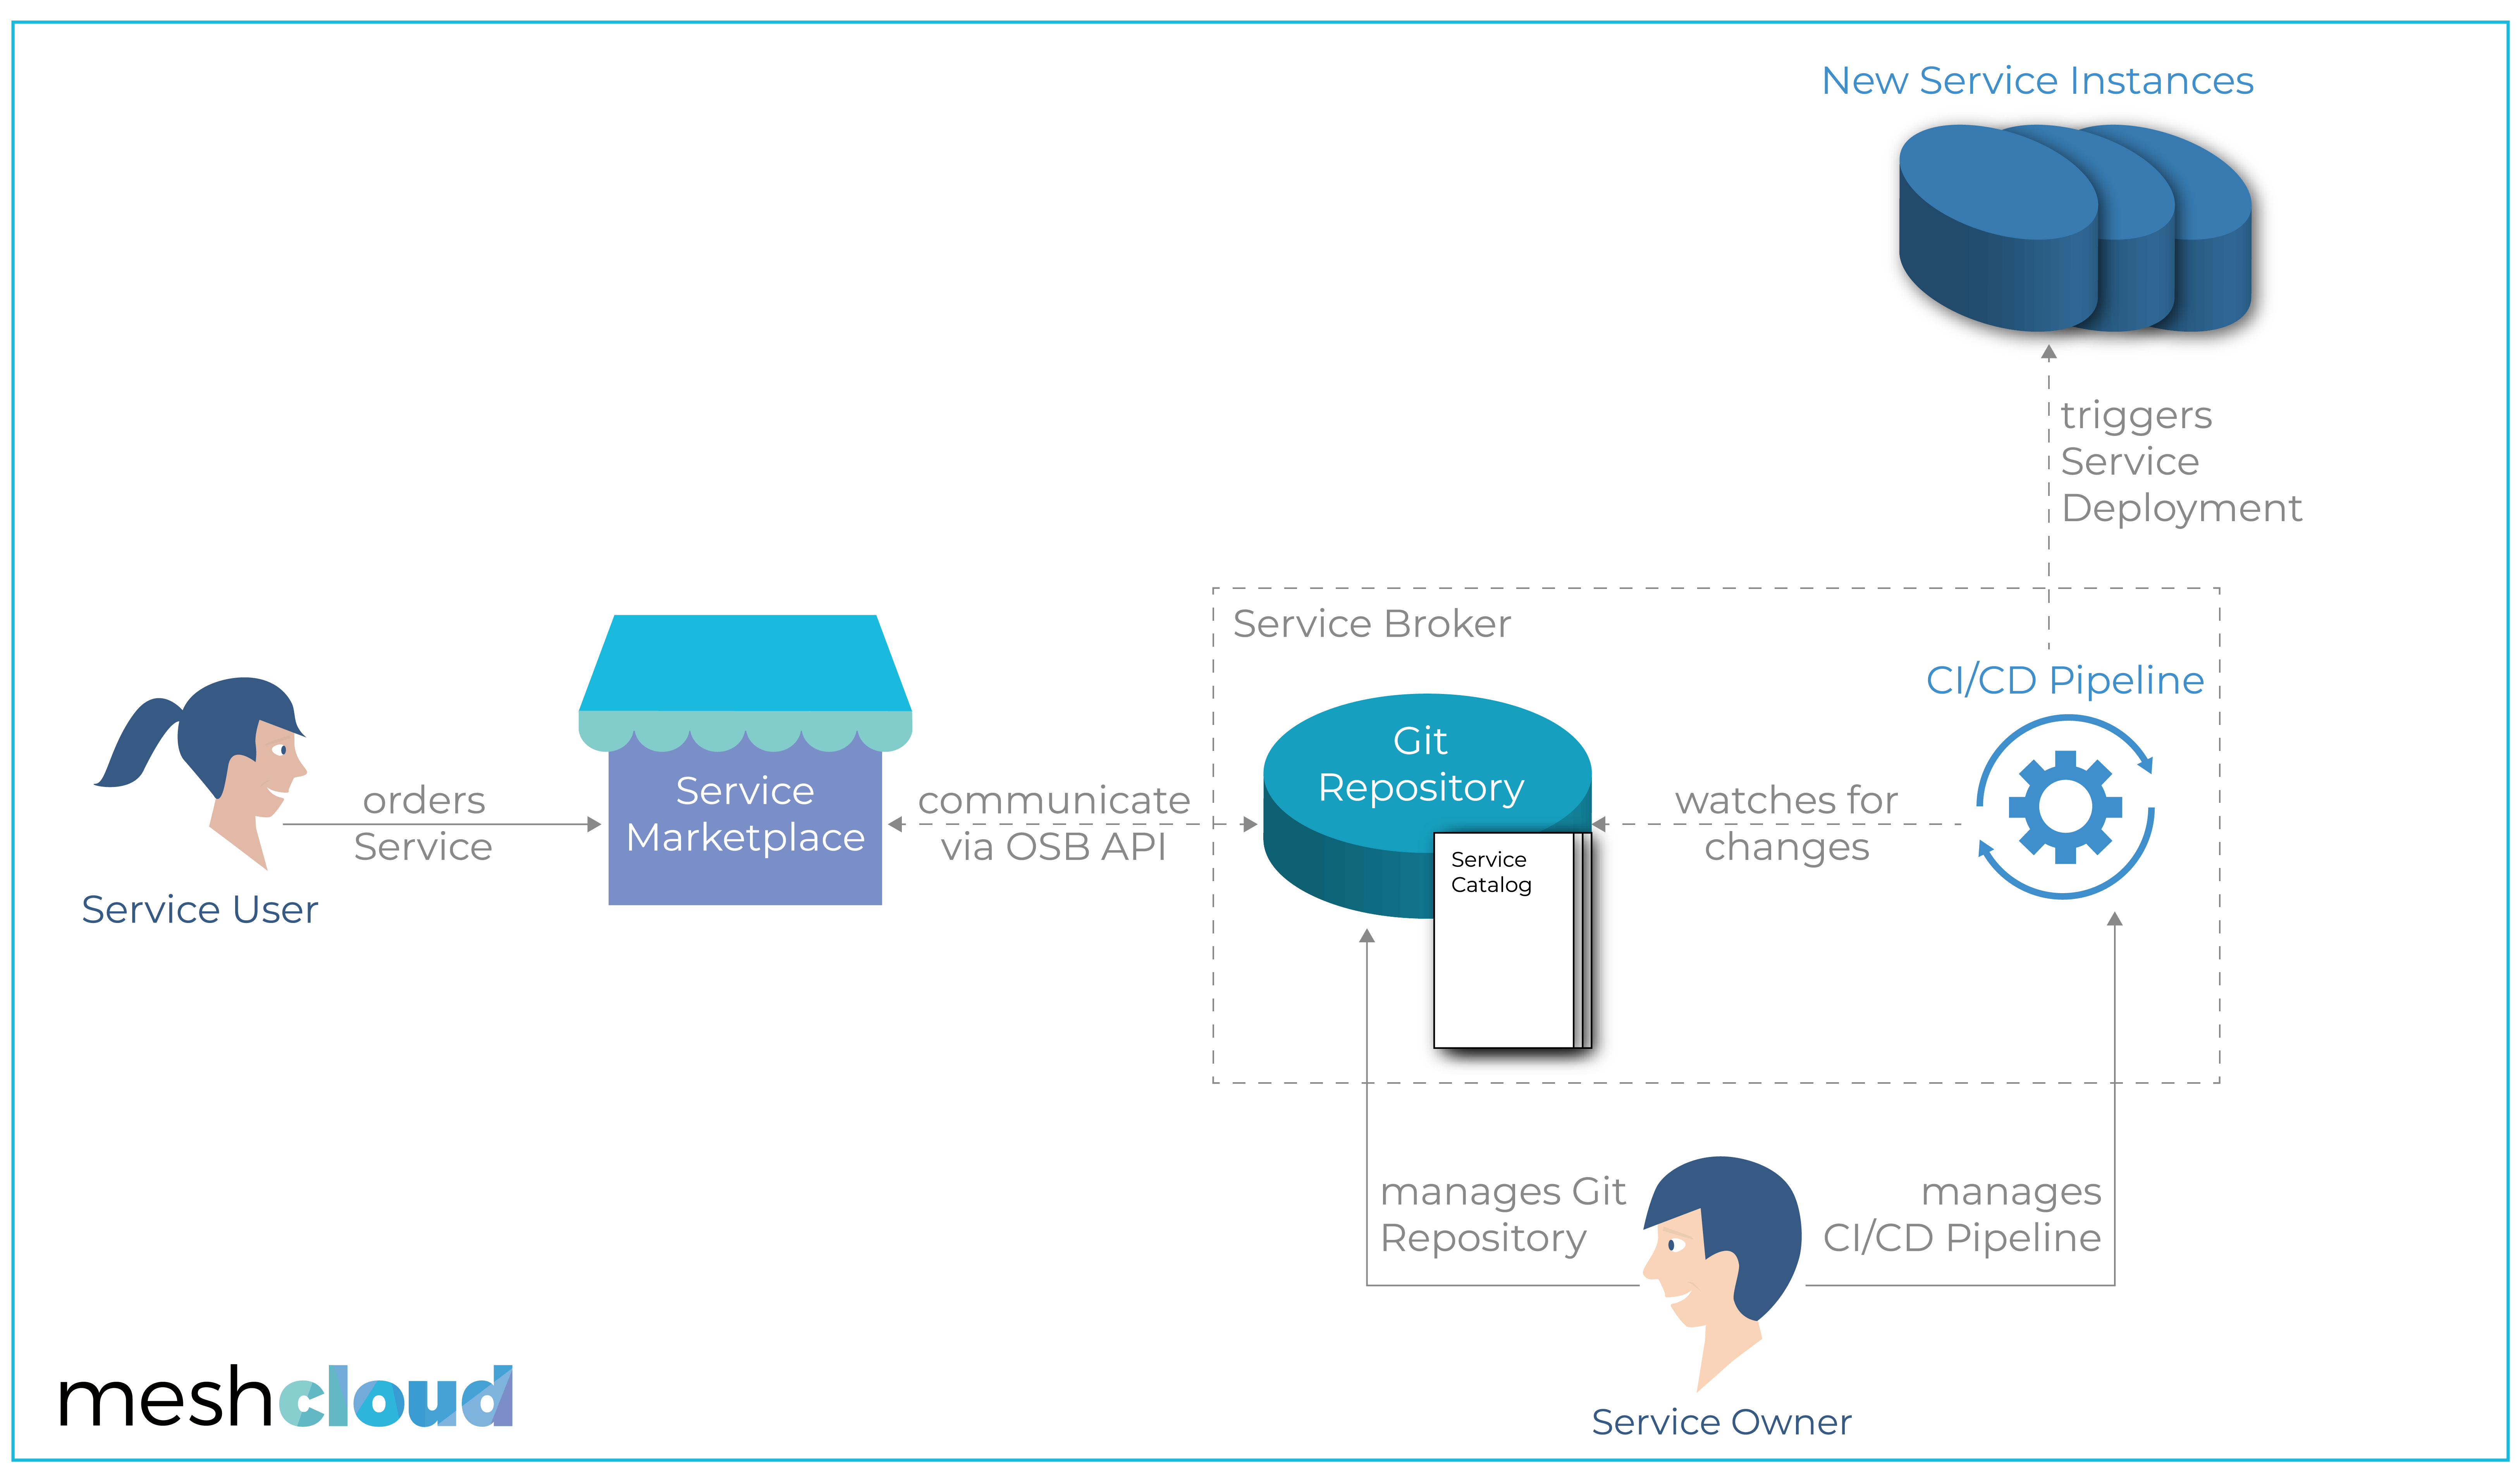 New Service Instances
triggers
Service
Deployment
Service Broker
CI/CD Pipeline
Git
Repository
Service
Marketplace
orders
Service
communicate
via OSB API
watches for
changes
Service
Catalog
Service User
manages Git
Repository
manages
CI/CD Pipeline
meshcloud
Service Owner